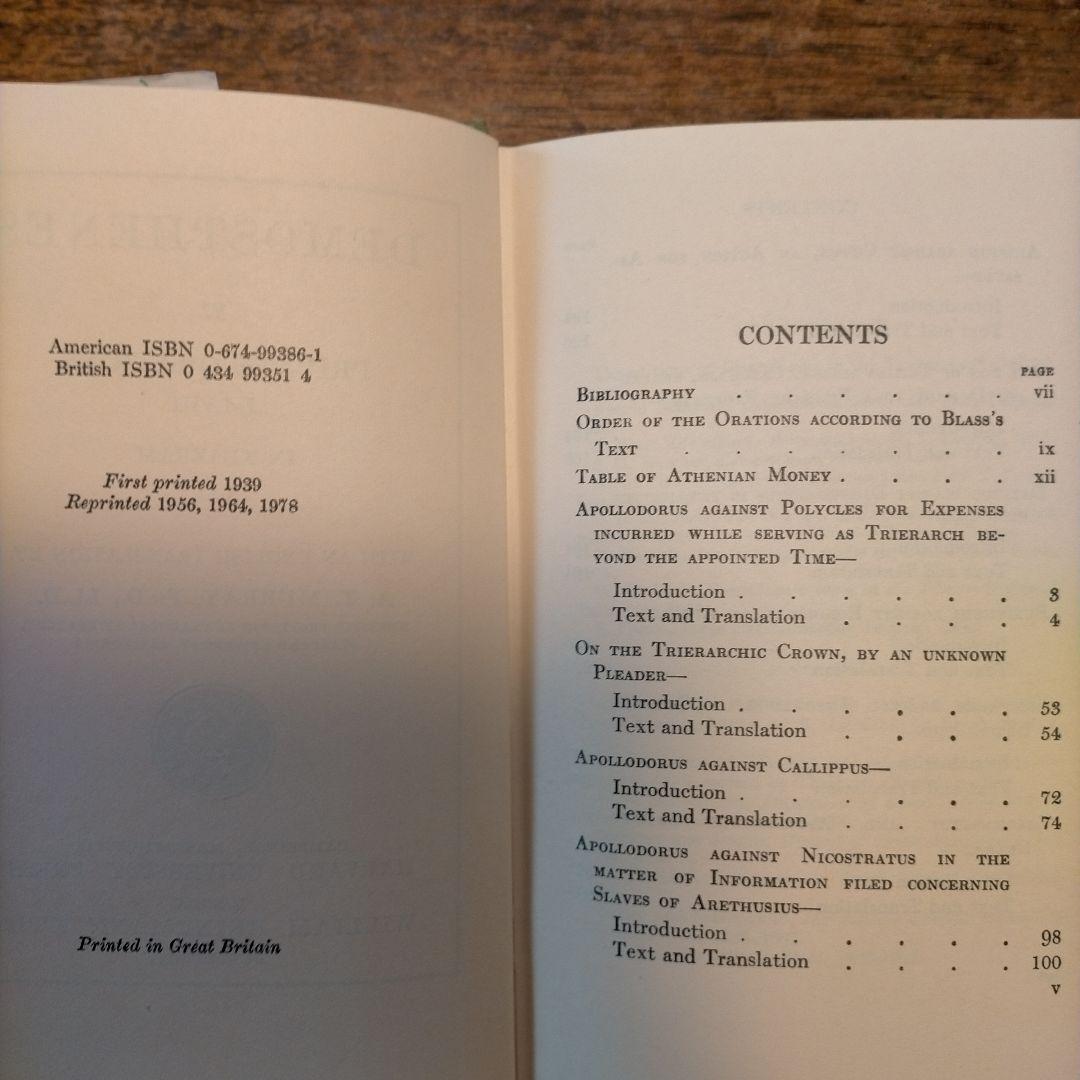 American ISBN 0-674-99386-1
British ISBN 0 434 99351 4
First printed 1939
Reprinted 1956, 1964, 1978
Printed in Great Britain
CONTENTS
PAGE
Bibliography . . . . . . vii
Order of the Orations according to Blass's
Text . . . . . . . ix
Table of Athenian Money . . . . xii
Apollodorus against Polycles for Expenses
incurred while serving as Trierarch be-
yond the appointed Time—
Introduction . . . . . . 3
Text and Translation . . . . 4
On the Trierarchic Crown, by an unknown
Pleader—
Introduction . . . . . . 53
Text and Translation . . . . 54
Apollodorus against Callippus—
Introduction . . . . . . 72
Text and Translation . . . . 74
Apollodorus against Nicostratus in the
matter of Information filed concerning
Slaves of Arethusius—
Introduction . . . . . . 98
Text and Translation . . . . 100
v